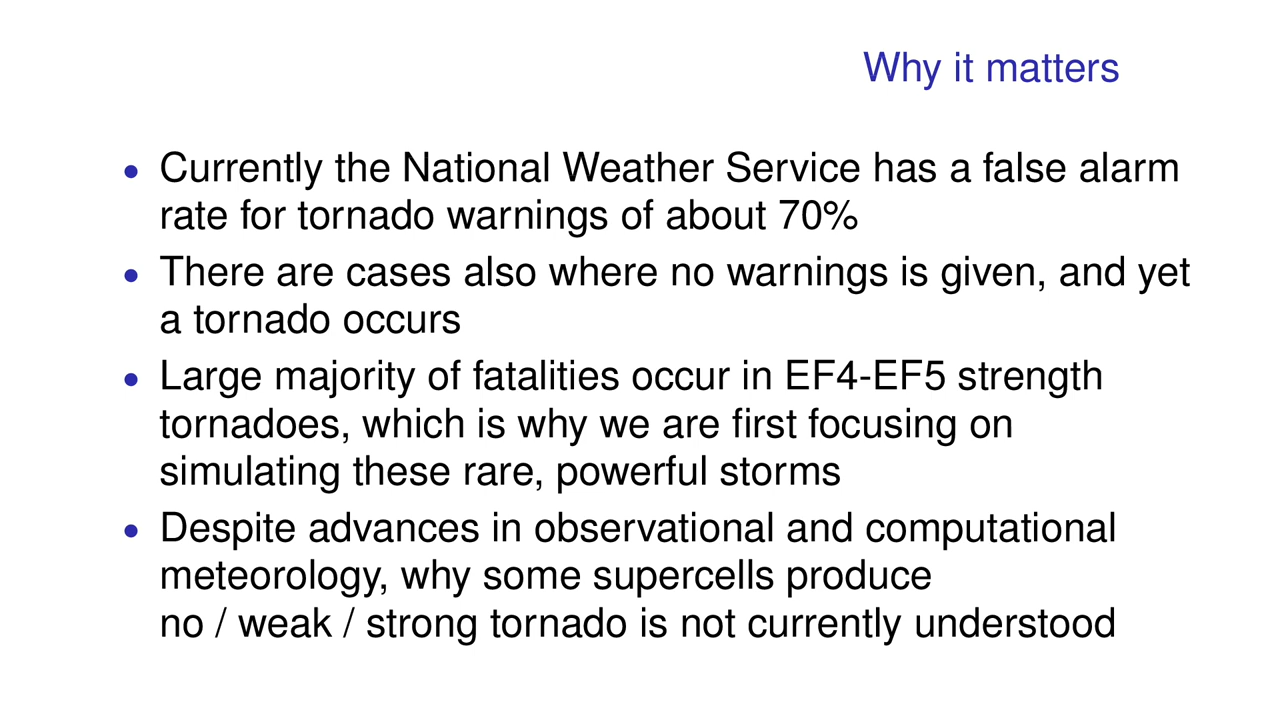 Why it matters
• Currently the National Weather Service has a false alarm
rate for tornado warnings of about 70%
• There are cases also where no warnings is given, and yet
a tornado occurs
• Large majority of fatalities occur in EF4-EF5 strength
tornadoes, which is why we are first focusing on
simulating these rare, powerful storms
• Despite advances in observational and computational
meteorology, why some supercells produce
no / weak / strong tornado is not currently understood